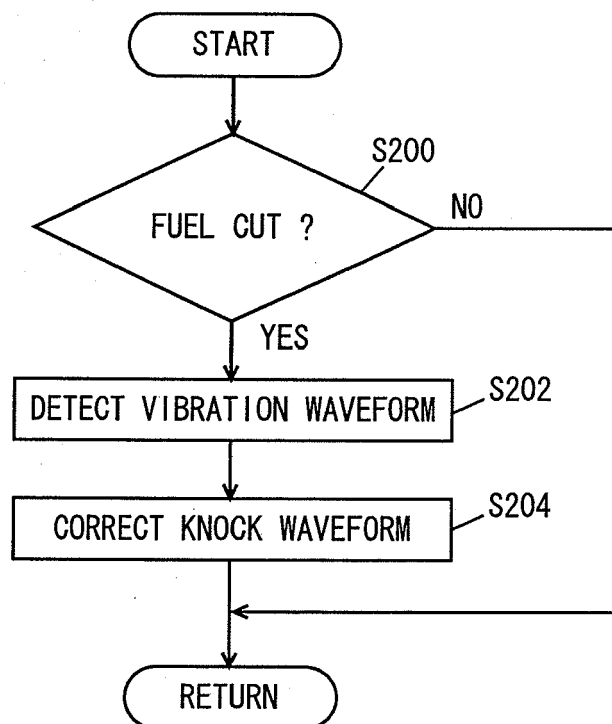 START
S200
FUEL CUT ?
NO
YES
DETECT VIBRATION WAVEFORM
S202
CORRECT KNOCK WAVEFORM
S204
RETURN